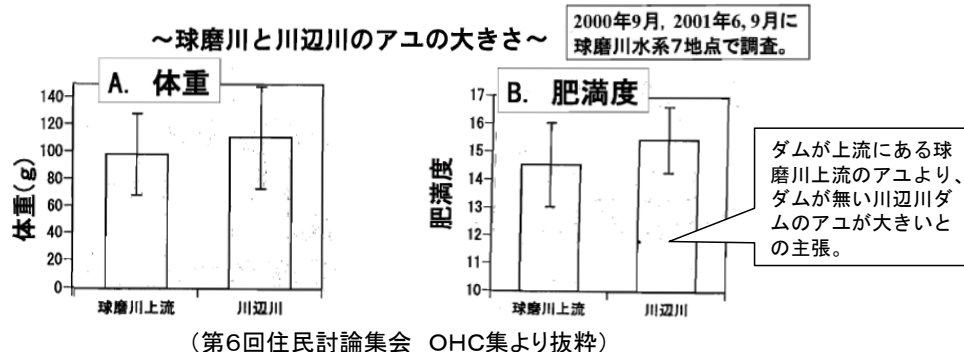 2000年9月, 2001年6, 9月に
球磨川水系7地点で調査。
~球磨川と川辺川のアユの大きさ~
A. 体重
140
120
100
80
60
40
20
0
体重(g)
球磨川上流
川辺川
B. 肥満度
17
16
15
14
13
12
11
10
肥満度
球磨川上流
川辺川
ダムが上流にある球
磨川上流のアユより、
ダムが無い川辺川ダ
ムのアユが大きいと
の主張。
(第6回住民討論集会 OHC集より抜粋)